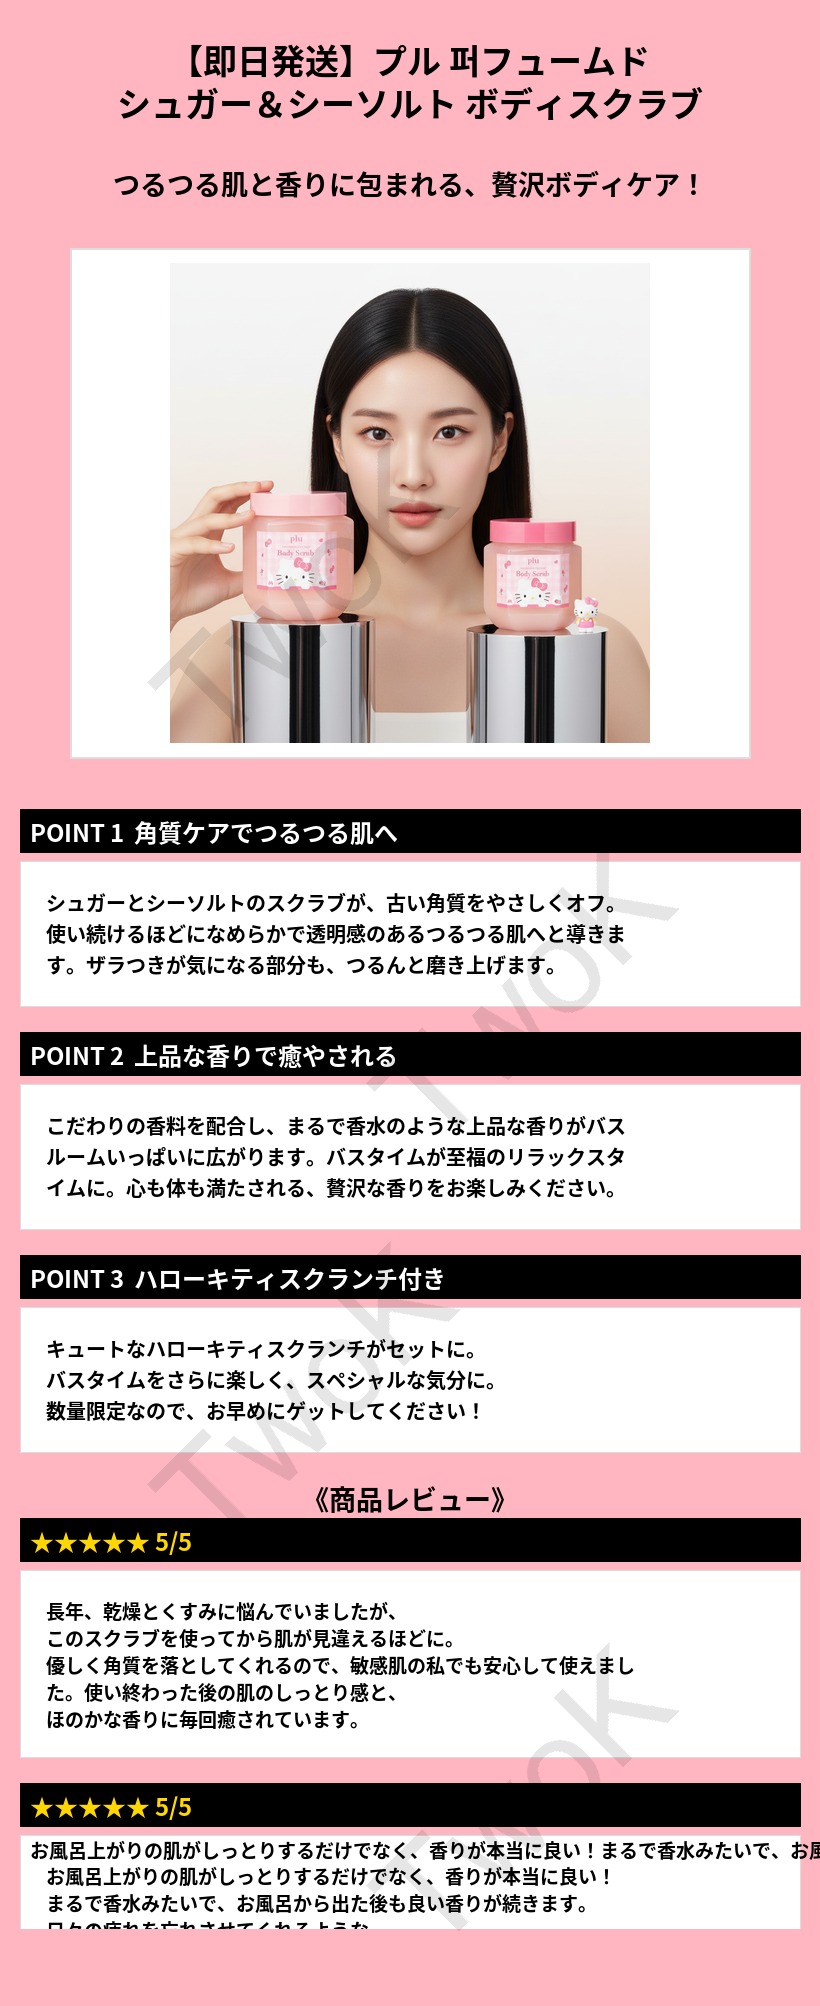 【即日発送】プル 퍼フュームド
シュガー＆シーソルト ボディスクラブ
つるつる肌と香りに包まれる、贅沢ボディケア！
plu
Body Scrub
plu
Body Scrub
TwoK
POINT 1 角質ケアでつるつる肌へ
シュガーとシーソルトのスクラブが、古い角質をやさしくオフ。
使い続けるほどになめらかで透明感のあるつるつる肌へと導きま
す。ザラつきが気になる部分も、つるんと磨き上げます。
TwoK
POINT 2 上品な香りで癒やされる
こだわりの香料を配合し、まるで香水のような上品な香りがバス
ルームいっぱいに広がります。バスタイムが至福のリラックスタ
イムに。心も体も満たされる、贅沢な香りをお楽しみください。
POINT 3 ハローキティスクランチ付き
キュートなハローキティスクランチがセットに。
バスタイムをさらに楽しく、スペシャルな気分に。
数量限定なので、お早めにゲットしてください！
TwoK
《商品レビュー》
★★★★★ 5/5
長年、乾燥とくすみに悩んでいましたが、
このスクラブを使ってから肌が見違えるほどに。
優しく角質を落としてくれるので、敏感肌の私でも安心して使えまし
た。使い終わった後の肌のしっとり感と、
ほのかな香りに毎回癒されています。
TwoK
★★★★★ 5/5
お風呂上がりの肌がしっとりするだけでなく、香りが本当に良い！まるで香水みたいで、お風
お風呂上がりの肌がしっとりするだけでなく、香りが本当に良い！
まるで香水みたいで、お風呂から出た後も良い香りが続きます。
日々の疲れを忘れさせてくれるような